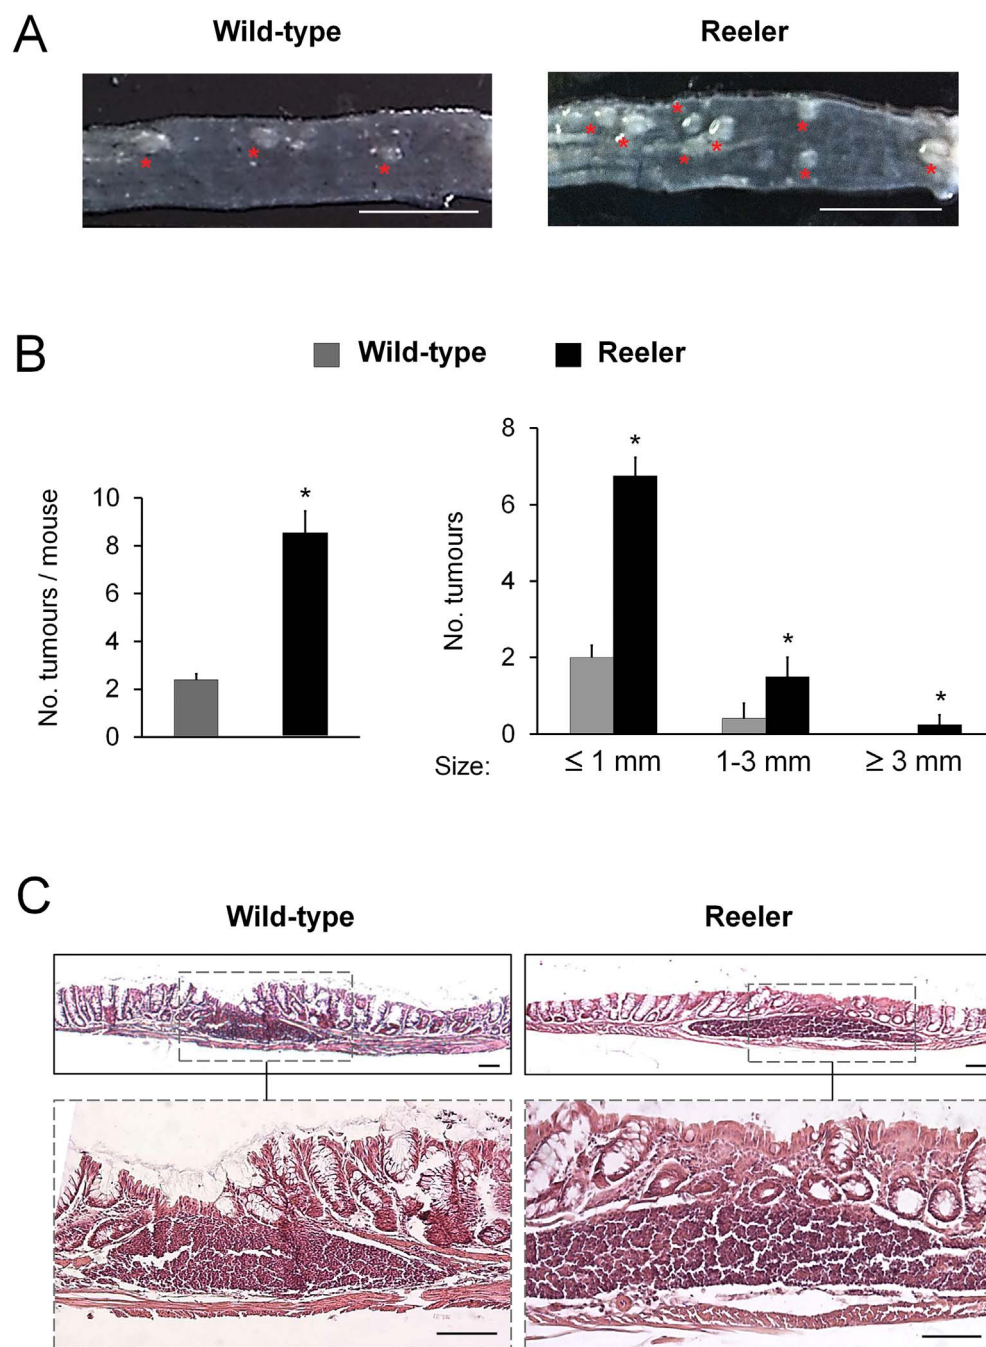 A
Wild-type
Reeler
*
*
*
*
*
*
*
*
*
*
*
B
Wild-type
Reeler
No. tumours / mouse
10
8
6
4
2
0
*
No. tumours
8
6
4
2
0
*
*
*
Size:
≤ 1 mm
1-3 mm
≥ 3 mm
C
Wild-type
Reeler